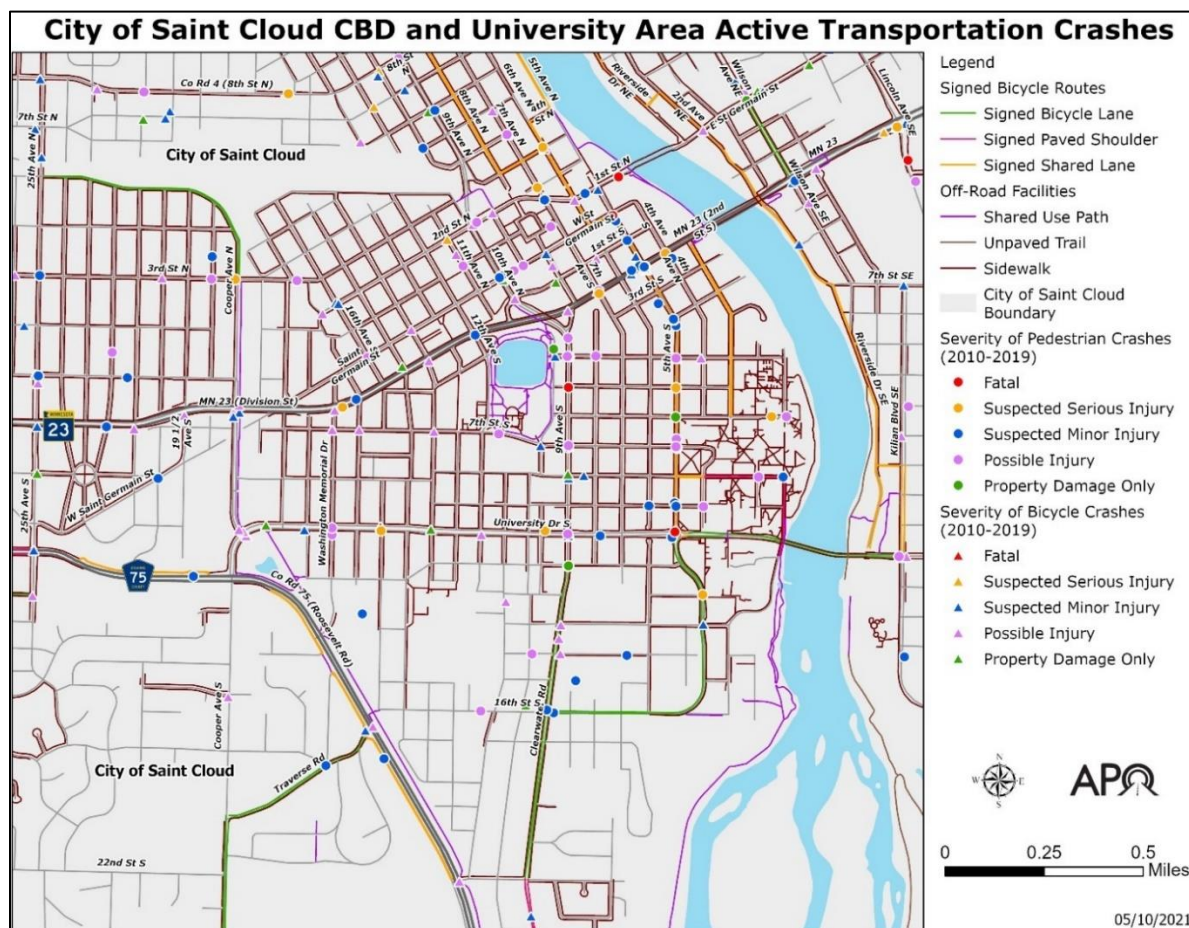 City of Saint Cloud CBD and University Area Active Transportation Crashes
Co Rd 4 (8th St N)
8th St N
6th Ave N
5th Ave N
4th St N
Riverside Dr NE
2nd Ave
Wilson Ave NE
E St Germain St
Lincoln Ave SE
7th St N
8th Ave N
7th Ave N
9th Ave N
MN 23
City of Saint Cloud
25th Ave N
1st St N
Wilson Ave SE
2nd St N
W St Germain St
4th Ave
MN 23 (2nd St S)
11th Ave N
10th Ave N
1st St S
7th Ave S
4th Ave N
3rd St N
Cooper Ave N
3rd St S
7th St SE
16th Ave N
12th Ave S
Saint Germain St
5th Ave S
Riverside Dr SE
MN 23 (Division St)
23
19 1/2 Ave S
7th St S
9th Ave S
Kilian Blvd SE
Washington Memorial Dr
W Saint Germain St
25th Ave S
University Dr S
75
Co Rd 75 (Roosevelt Rd)
Cooper Ave S
16th St S
Clearwater Rd
City of Saint Cloud
Traverse Rd
22nd St S
Legend
Signed Bicycle Routes
Signed Bicycle Lane
Signed Paved Shoulder
Signed Shared Lane
Off-Road Facilities
Shared Use Path
Unpaved Trail
Sidewalk
City of Saint Cloud
Boundary
Severity of Pedestrian Crashes
(2010-2019)
Fatal
Suspected Serious Injury
Suspected Minor Injury
Possible Injury
Property Damage Only
Severity of Bicycle Crashes
(2010-2019)
Fatal
Suspected Serious Injury
Suspected Minor Injury
Possible Injury
Property Damage Only
N
W E
S
APO
0 0.25 0.5
Miles
05/10/2021